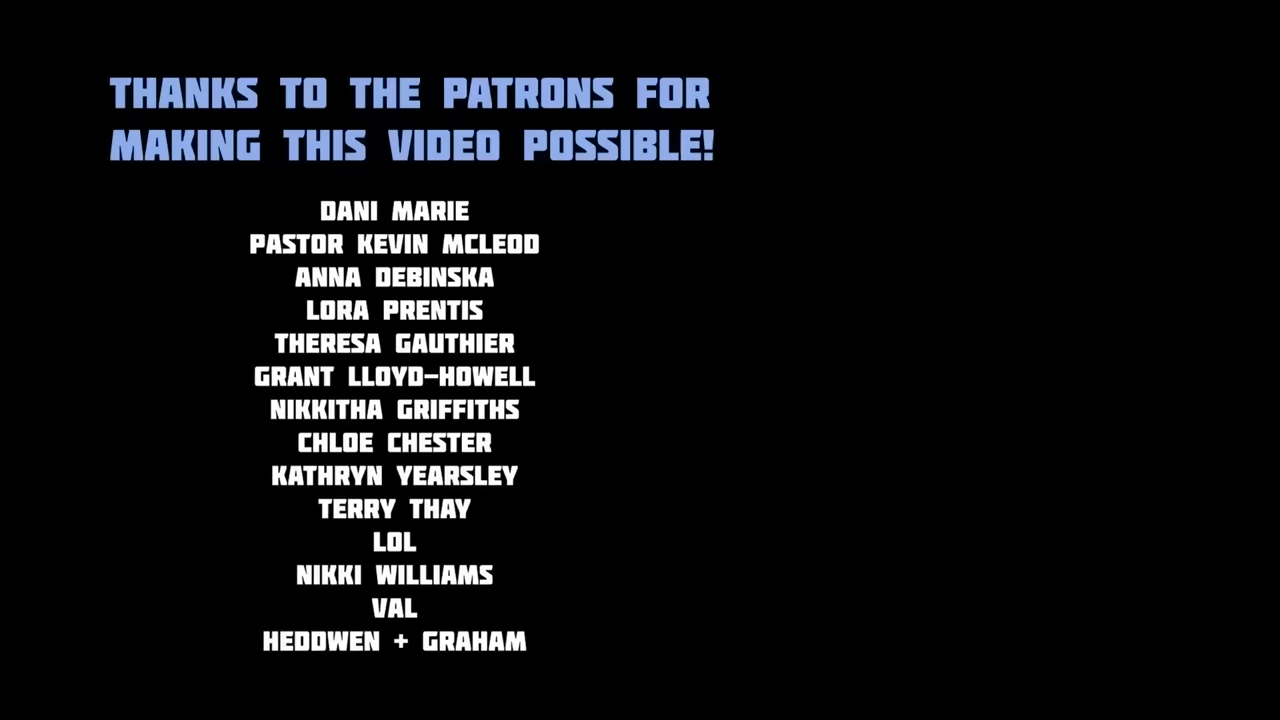 THANKS TO THE PATRONS FOR
MAKING THIS VIDEO POSSIBLE!
DANI MARIE
PASTOR KEVIN MCLEOD
ANNA DEBINSKA
LORA PRENTIS
THERESA GAUTHIER
GRANT LLOYD-HOWELL
NIKKITHA GRIFFITHS
CHLOE CHESTER
KATHRYN YEARSLEY
TERRY THAY
LOL
NIKKI WILLIAMS
VAL
HEDDWEN + GRAHAM